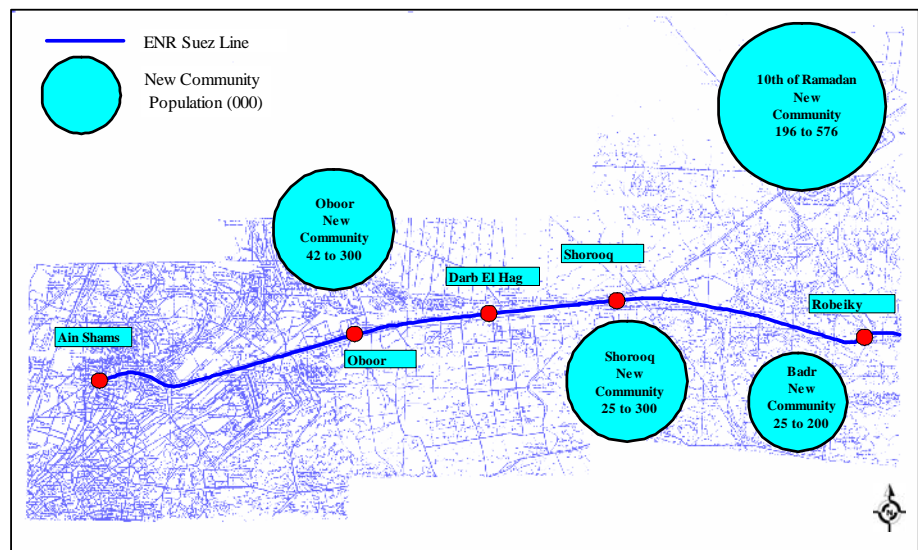 ENR Suez Line
New Community
Population (000)
10th of Ramadan
New
Community
196 to 576
Oboor
New
Community
42 to 300
Shorooq
Darb El Hag
Robeiky
Ain Shams
Oboor
Shorooq
New
Community
25 to 300
Badr
New
Community
25 to 200
N